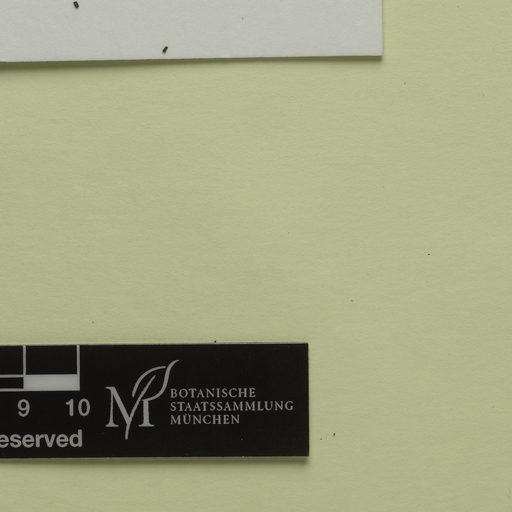 9 10
eserved
M
BOTANISCHE
STAATSSAMMLUNG
MÜNCHEN